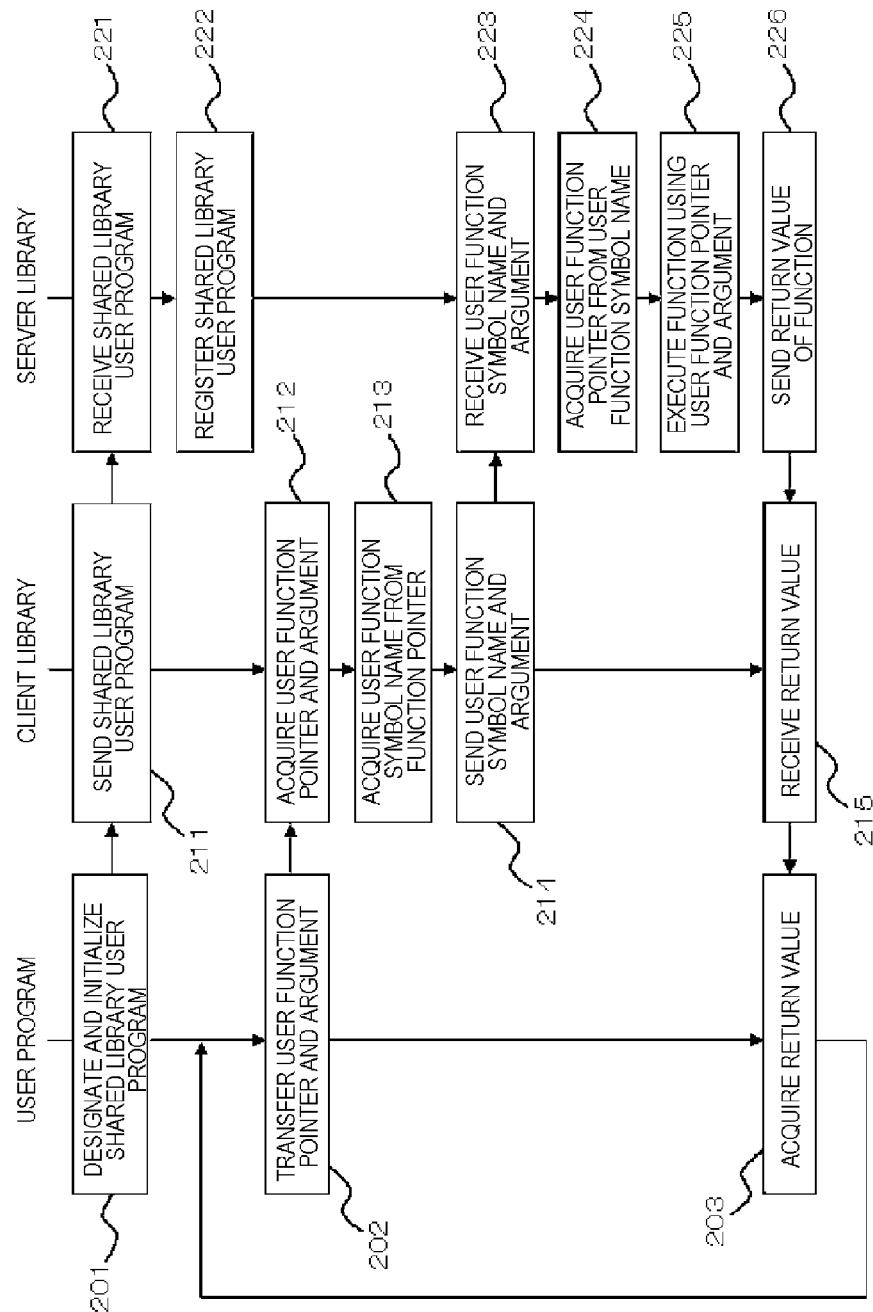 USER PROGRAM
CLIENT LIBRARY
SERVER LIBRARY
201
DESIGNATE AND INITIALIZE
SHARED LIBRARY USER
PROGRAM
211
SEND SHARED LIBRARY
USER PROGRAM
221
RECEIVE SHARED LIBRARY
USER PROGRAM
222
REGISTER SHARED LIBRARY
USER PROGRAM
202
TRANSFER USER FUNCTION
POINTER AND ARGUMENT
212
ACQUIRE USER FUNCTION
POINTER AND ARGUMENT
213
ACQUIRE USER FUNCTION
SYMBOL NAME FROM
FUNCTION POINTER
214
SEND USER FUNCTION
SYMBOL NAME AND
ARGUMENT
223
RECEIVE USER FUNCTION
SYMBOL NAME AND
ARGUMENT
224
ACQUIRE USER FUNCTION
POINTER FROM USER
FUNCTION SYMBOL NAME
225
EXECUTE FUNCTION USING
USER FUNCTION POINTER
AND ARGUMENT
226
SEND RETURN VALUE
OF FUNCTION
215
RECEIVE RETURN VALUE
203
ACQUIRE RETURN VALUE